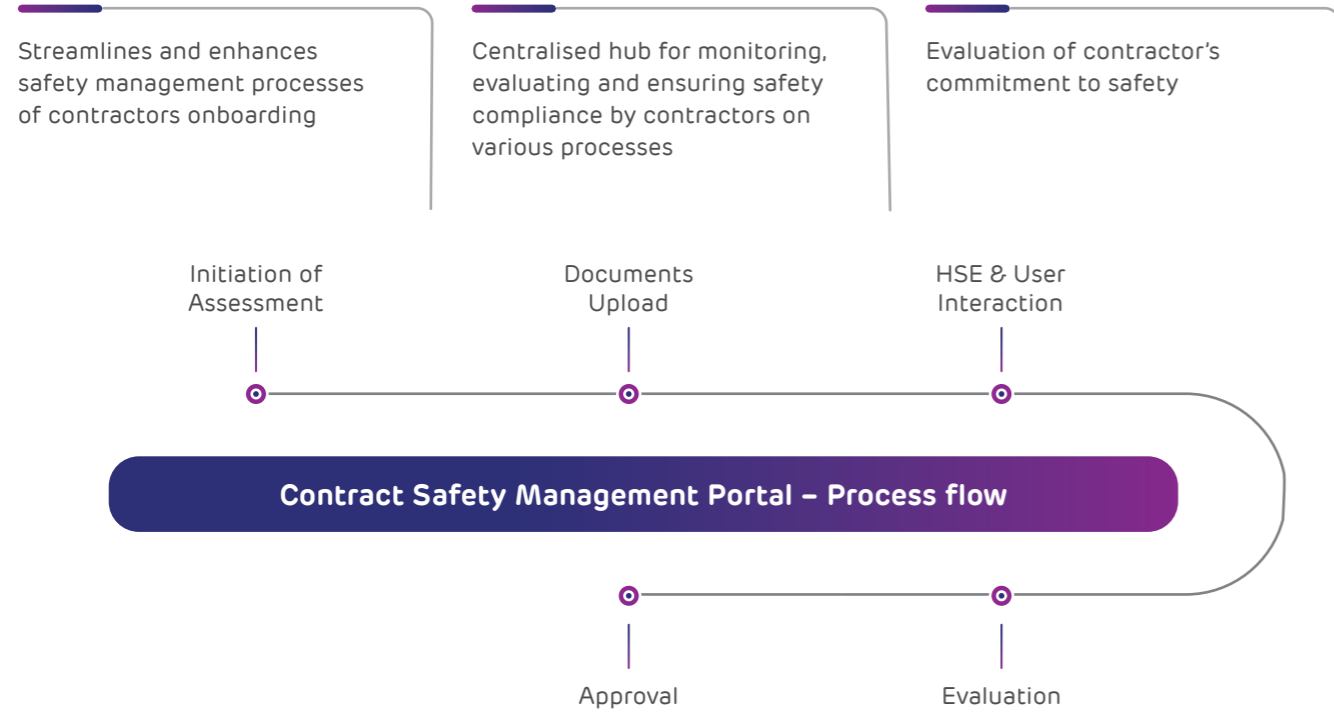 Streamlines and enhances
safety management processes
of contractors onboarding
Centralised hub for monitoring,
evaluating and ensuring safety
compliance by contractors on
various processes
Evaluation of contractor's
commitment to safety
Initiation of
Assessment
Documents
Upload
HSE & User
Interaction
Contract Safety Management Portal – Process flow
Approval
Evaluation